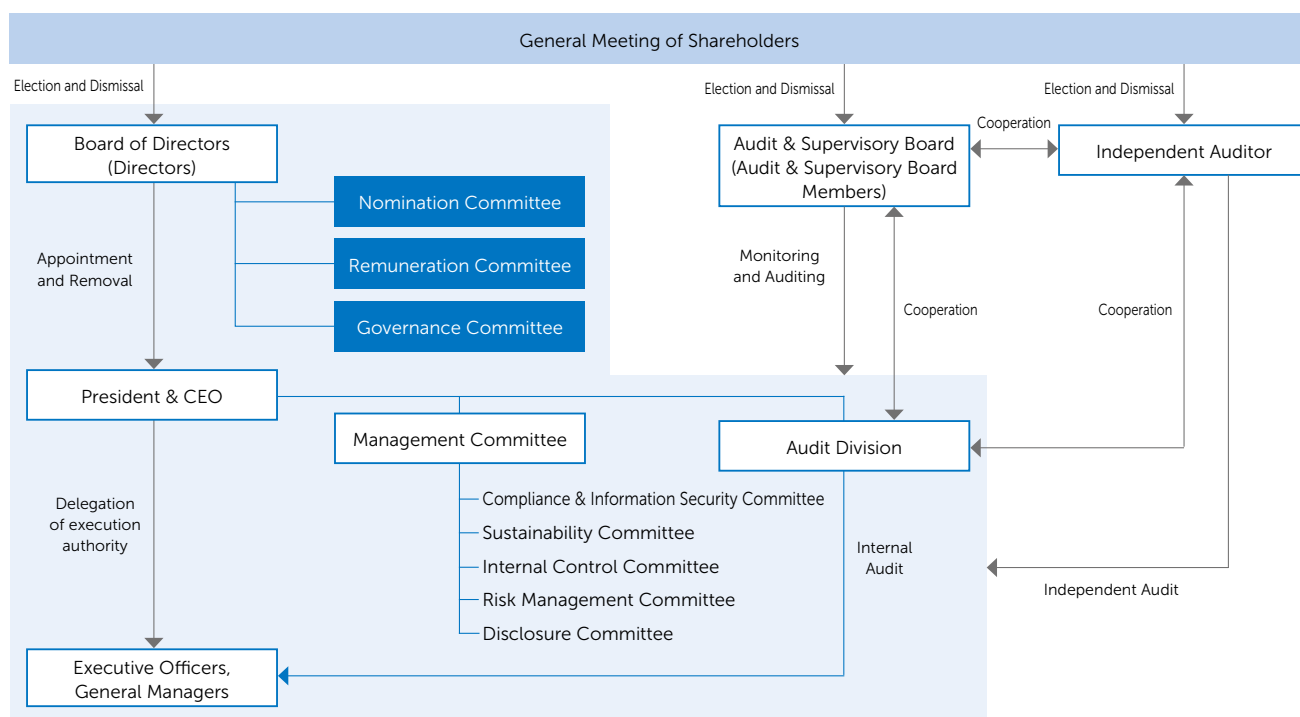 General Meeting of Shareholders
Election and Dismissal
Election and Dismissal
Election and Dismissal
Board of Directors
(Directors)
Audit & Supervisory Board
(Audit & Supervisory Board
Members)
Cooperation
Independent Auditor
Nomination Committee
Remuneration Committee
Governance Committee
Appointment
and Removal
Monitoring
and Auditing
Cooperation
Cooperation
President & CEO
Management Committee
Audit Division
Compliance & Information Security Committee
Sustainability Committee
Internal Control Committee
Risk Management Committee
Disclosure Committee
Delegation
of execution
authority
Internal
Audit
Independent Audit
Executive Officers,
General Managers